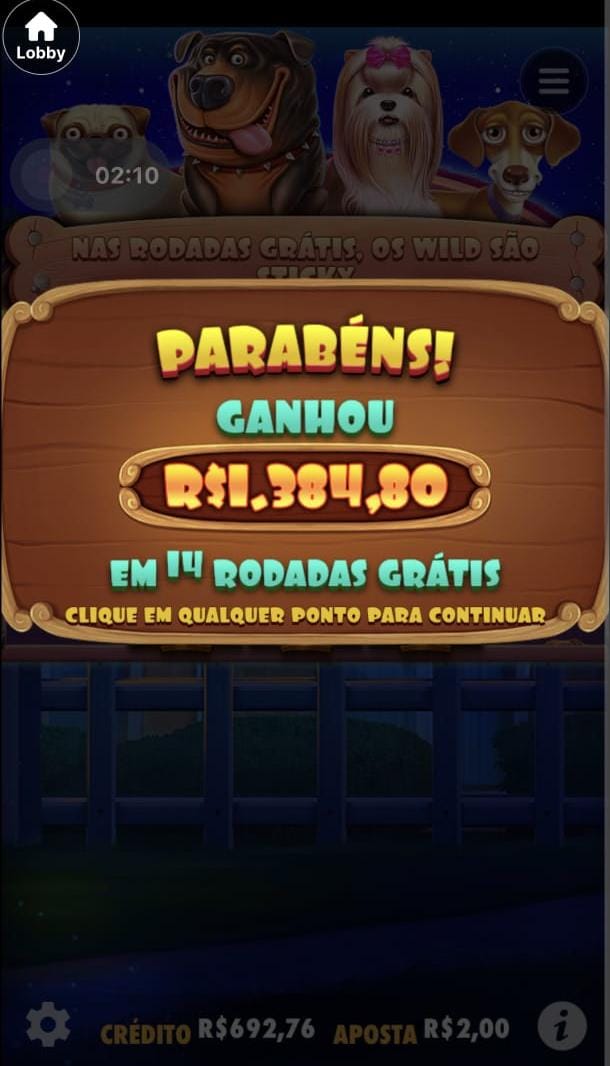 Lobby
02:10
NAS RODADAS GRÁTIS, OS WILD SÃO
STICKY
PARABÉNS!
GANHOU
R$1.384,80
EM 14 RODADAS GRÁTIS
CLIQUE EM QUALQUER PONTO PARA CONTINUAR
CRÉDITO R$692,76 APOSTA R$2,00